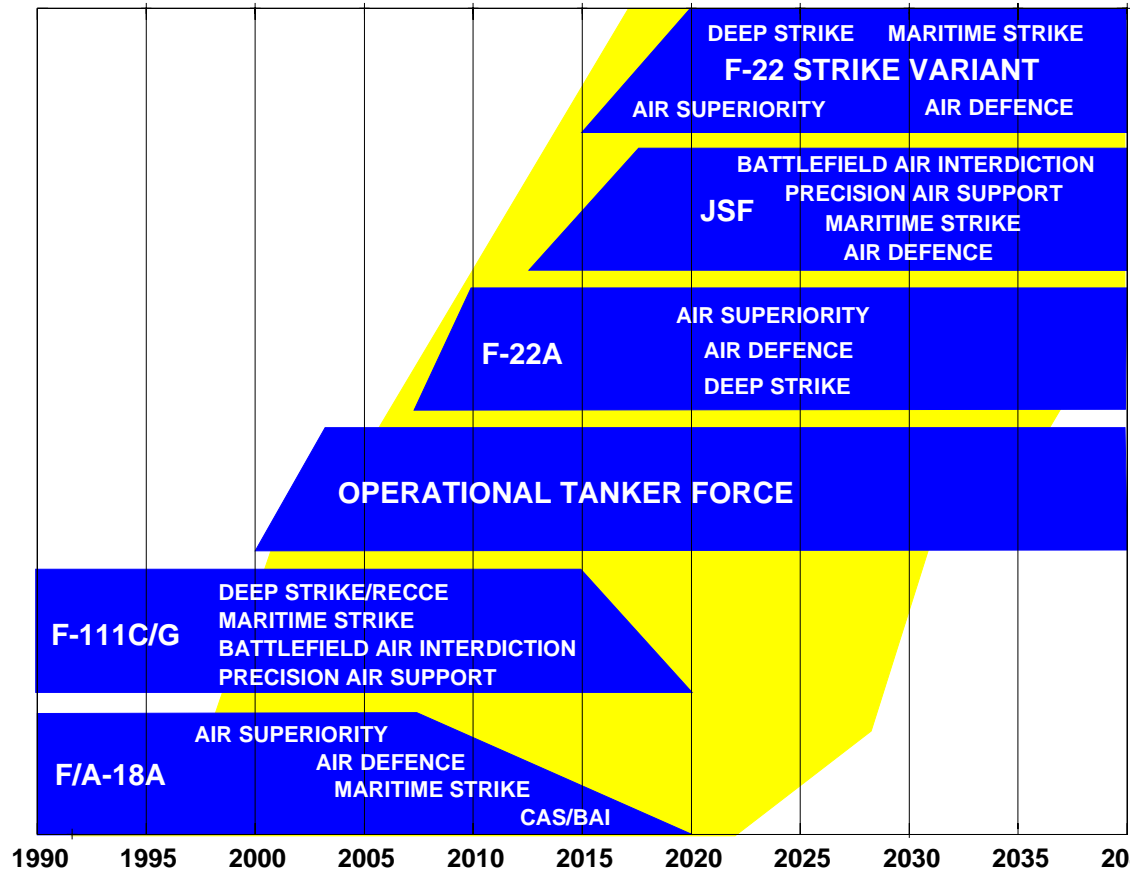 DEEP STRIKE MARITIME STRIKE
F-22 STRIKE VARIANT
AIR SUPERIORITY AIR DEFENCE
BATTLEFIELD AIR INTERDICTION
PRECISION AIR SUPPORT
JSF
MARITIME STRIKE
AIR DEFENCE
AIR SUPERIORITY
F-22A
AIR DEFENCE
DEEP STRIKE
OPERATIONAL TANKER FORCE
DEEP STRIKE/RECCE
MARITIME STRIKE
F-111C/G
BATTLEFIELD AIR INTERDICTION
PRECISION AIR SUPPORT
AIR SUPERIORITY
AIR DEFENCE
F/A-18A
MARITIME STRIKE
CAS/BAI
1990 1995 2000 2005 2010 2015 2020 2025 2030 2035 20